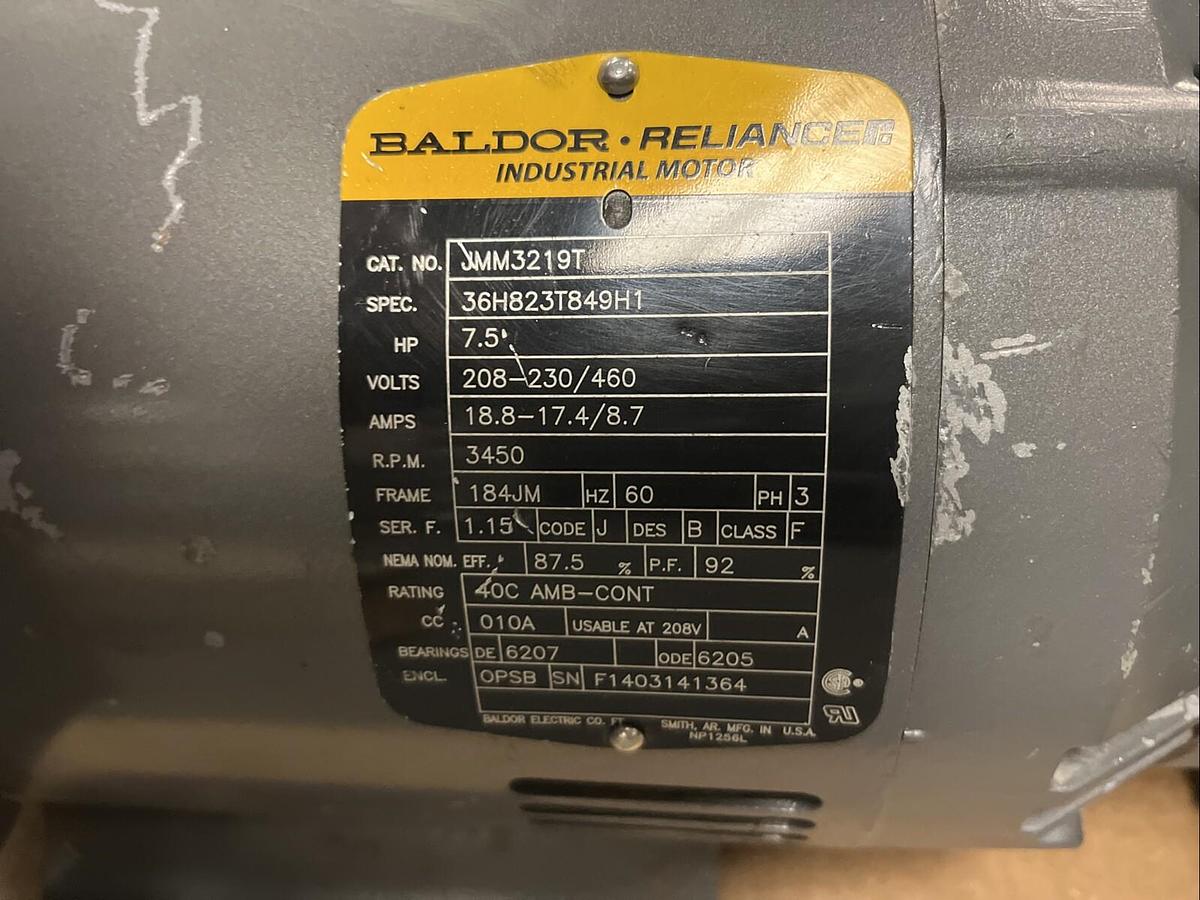 BALDOR • RELIANCE
INDUSTRIAL MOTOR
CAT. NO. JMM3219T
SPEC. 36H823T849H1
HP 7.5
VOLTS 208-230/460
AMPS 18.8-17.4/8.7
R.P.M. 3450
FRAME 184JM HZ 60 PH 3
SER. F. 1.15 CODE J DES B CLASS F
NEMA NOM. EFF. 87.5 % P.F. 92 %
RATING 40C AMB-CONT
CC 010A USABLE AT 208V A
BEARINGS DE 6207 ODE 6205
ENCL. OPSB SN F1403141364
BALDOR ELECTRIC CO. FT. SMITH, AR. MFG. IN U.S.A.
NP1256L